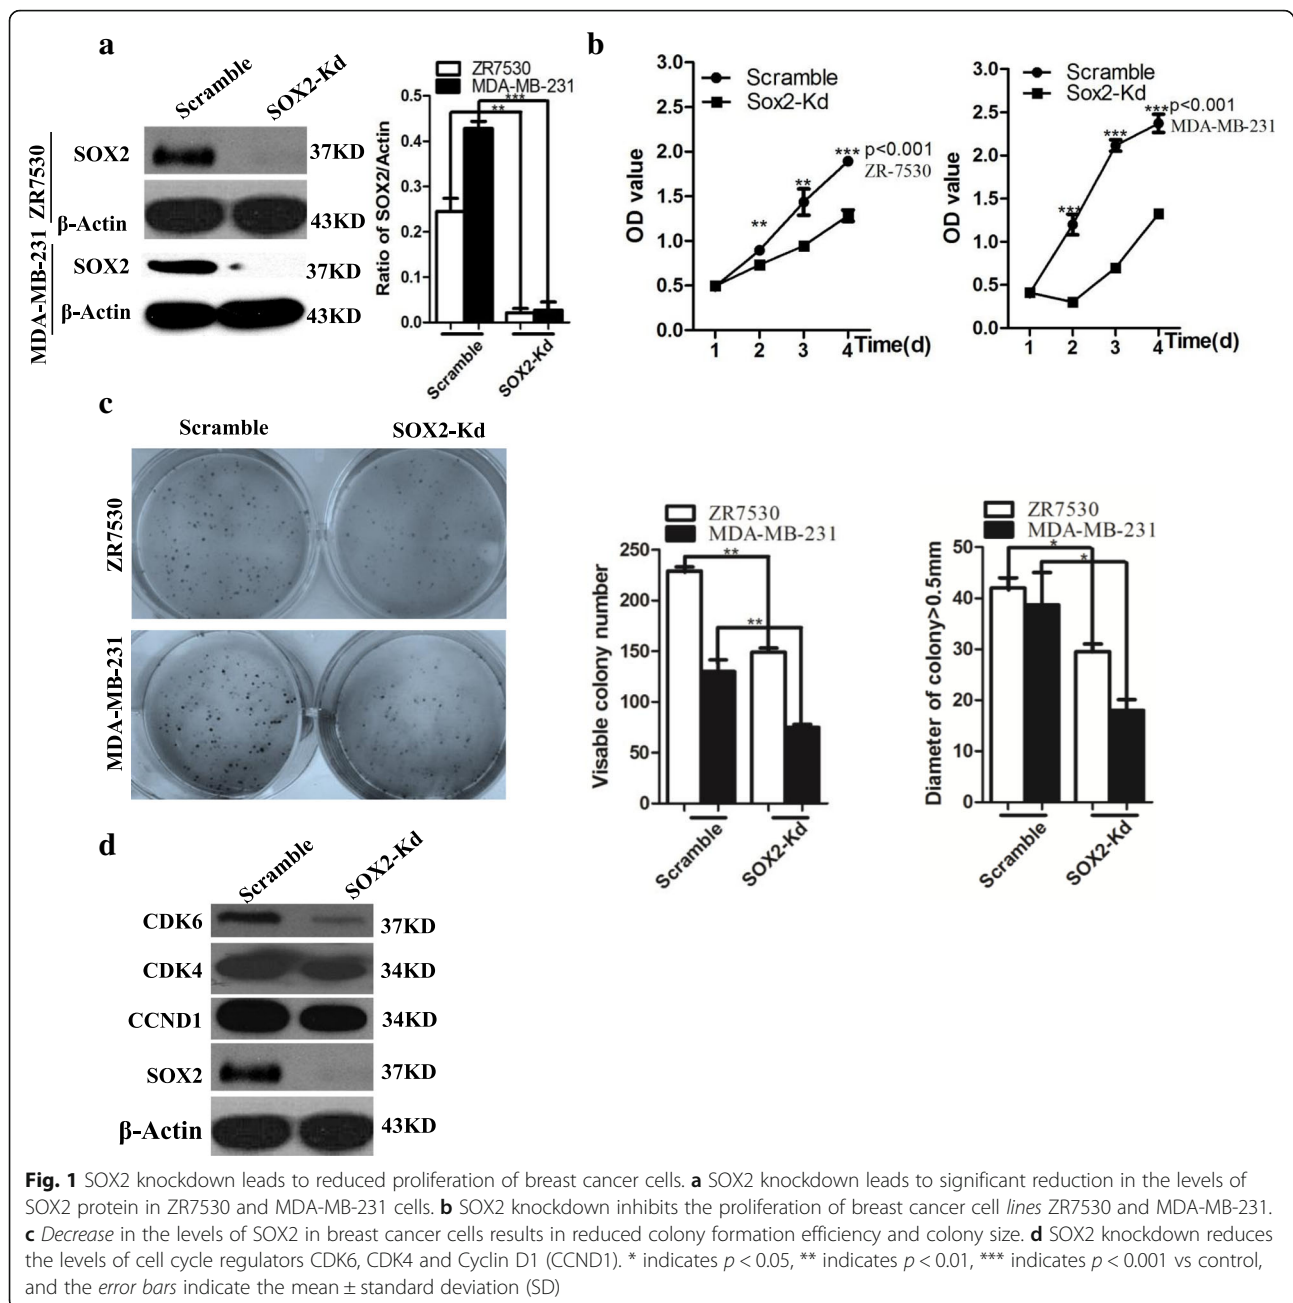 a
Scramble
SOX2-Kd
ZR7530
SOX2
37KD
β-Actin
43KD
MDA-MB-231
SOX2
37KD
β-Actin
43KD
ZR7530
MDA-MB-231
Ratio of SOX2/Actin
0.5
0.4
0.3
0.2
0.1
0.0
***
**
Scramble
SOX2-Kd
b
OD value
3.0
2.5
2.0
1.5
1.0
0.5
0.0
Scramble
Sox2-Kd
**
**
*** p<0.001
ZR-7530
1 2 3 4 Time(d)
OD value
3.0
2.5
2.0
1.5
1.0
0.5
0.0
Scramble
Sox2-Kd
***
***
*** p<0.001
MDA-MB-231
1 2 3 4 Time(d)
c
Scramble
SOX2-Kd
ZR7530
MDA-MB-231
ZR7530
MDA-MB-231
Visable colony number
250
200
150
100
50
0
**
**
Scramble
SOX2-Kd
ZR7530
MDA-MB-231
Diameter of colony>0.5mm
50
40
30
20
10
0
*
*
Scramble
SOX2-Kd
d
Scramble
SOX2-Kd
CDK6
37KD
CDK4
34KD
CCND1
34KD
SOX2
37KD
β-Actin
43KD
Fig. 1 SOX2 knockdown leads to reduced proliferation of breast cancer cells. a SOX2 knockdown leads to significant reduction in the levels of
SOX2 protein in ZR7530 and MDA-MB-231 cells. b SOX2 knockdown inhibits the proliferation of breast cancer cell lines ZR7530 and MDA-MB-231.
c Decrease in the levels of SOX2 in breast cancer cells results in reduced colony formation efficiency and colony size. d SOX2 knockdown reduces
the levels of cell cycle regulators CDK6, CDK4 and Cyclin D1 (CCND1). * indicates p < 0.05, ** indicates p < 0.01, *** indicates p < 0.001 vs control,
and the error bars indicate the mean ± standard deviation (SD)